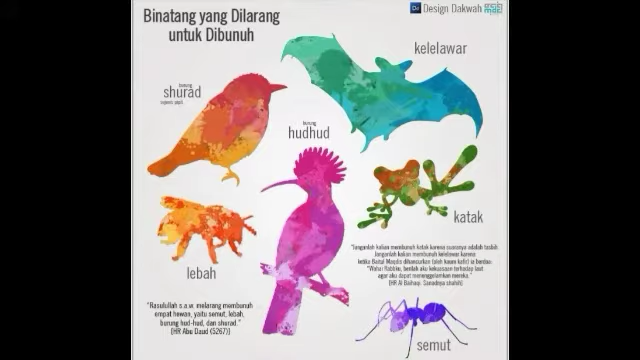 Binatang yang Dilarang
untuk Dibunuh
Design Dakwah
kelelawar
burung
shurad
burung
hudhud
katak
lebah
"Janganlah kalian membunuh katak karena suaranya adalah tasbih.
Janganlah kalian membunuh kelelawar karena
ketika Baitul Maqdis dihancurkan (oleh kaum kafir) ia berdoa:
"Wahai Rabbku, berilah aku kekuasaan terhadap laut
agar aku dapat menenggelamkan mereka."
(HR Al Baihaqi. Sanadnya shahih)
"Rasulullah s.a.w. melarang membunuh
empat hewan, yaitu semut, lebah,
burung hud-hud, dan shurad."
(HR Abu Daud (5267))
semut